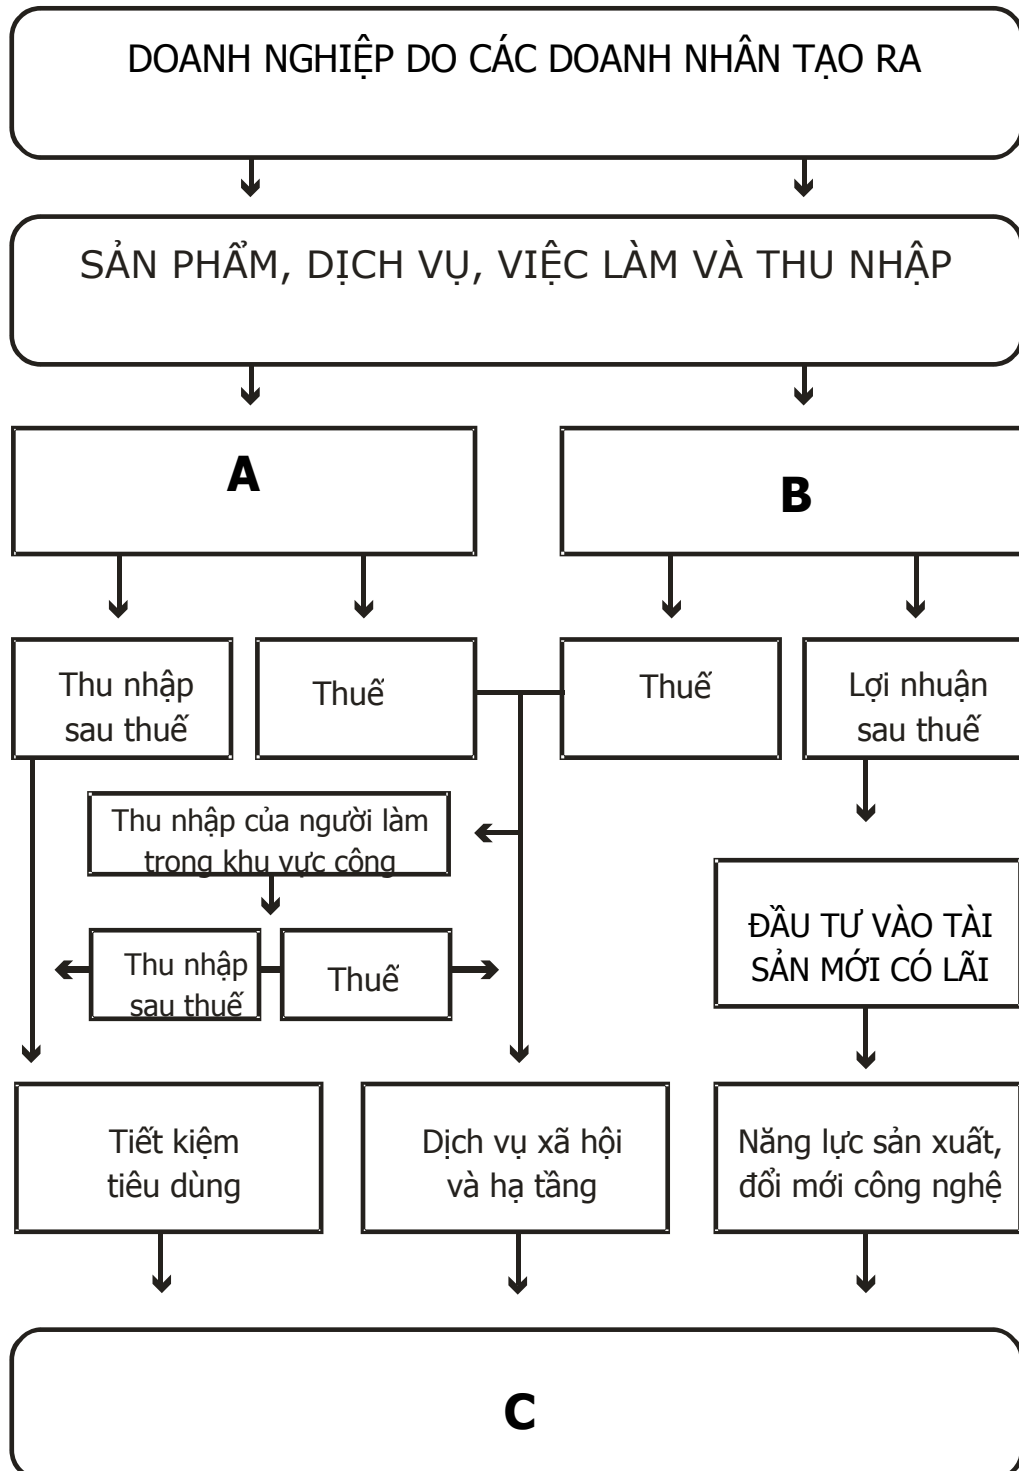 DOANH NGHIỆP DO CÁC DOANH NHÂN TẠO RA
SẢN PHẨM, DỊCH VỤ, VIỆC LÀM VÀ THU NHẬP
A
B
Thu nhập
sau thuế
Thuế
Thuế
Lợi nhuận
sau thuế
Thu nhập của người làm
trong khu vực công
ĐẦU TƯ VÀO TÀI
SẢN MỚI CÓ LÃI
Thu nhập
sau thuế
Thuế
Tiết kiệm
tiêu dùng
Dịch vụ xã hội
và hạ tầng
Năng lực sản xuất,
đổi mới công nghệ
C